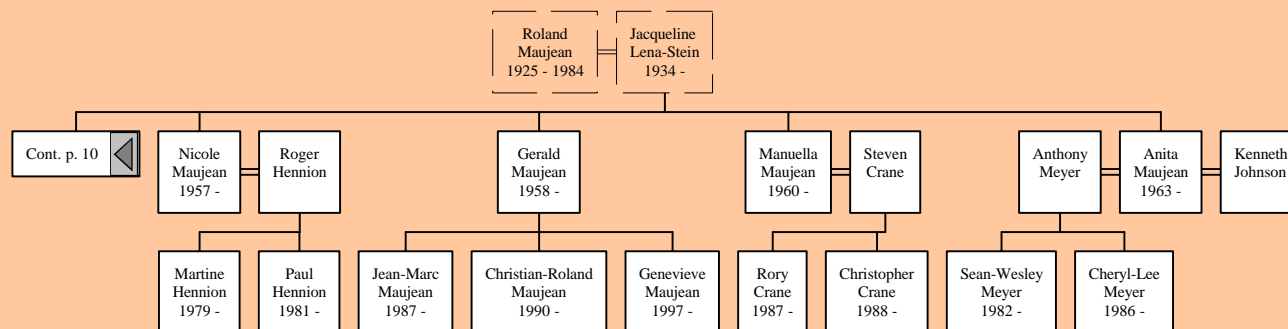 Roland
Maujean
1925 - 1984
Jacqueline
Lena-Stein
1934 -
Cont. p. 10
Nicole
Maujean
1957 -
Roger
Hennion
Gerald
Maujean
1958 -
Manuella
Maujean
1960 -
Steven
Crane
Anthony
Meyer
Anita
Maujean
1963 -
Kenneth
Johnson
Martine
Hennion
1979 -
Paul
Hennion
1981 -
Jean-Marc
Maujean
1987 -
Christian-Roland
Maujean
1990 -
Genevieve
Maujean
1997 -
Rory
Crane
1987 -
Christopher
Crane
1988 -
Sean-Wesley
Meyer
1982 -
Cheryl-Lee
Meyer
1986 -